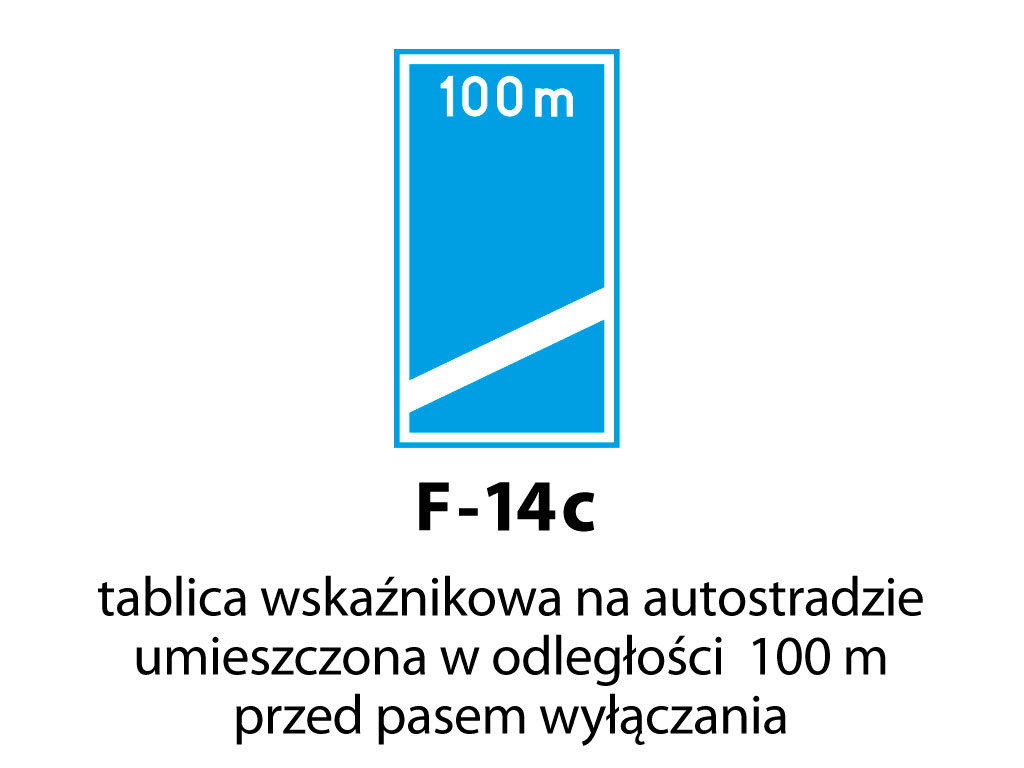 100 m
F-14c
tablica wskaźnikowa na autostradzie
umieszczona w odległości 100 m
przed pasem wyłączania